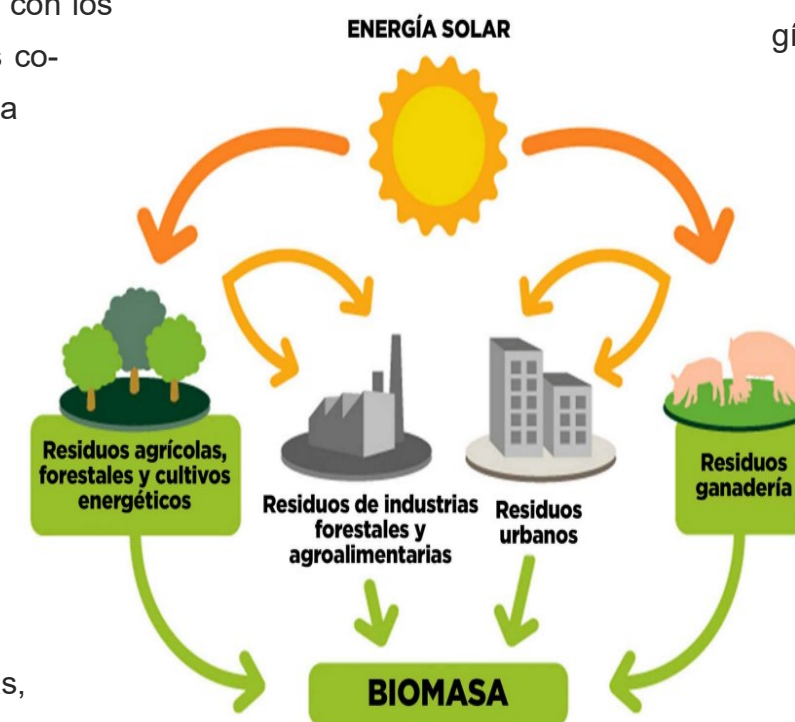 con los
co-
a
gí
ENERGÍA SOLAR
Residuos agrícolas,
forestales y cultivos
energéticos
Residuos de industrias
forestales y
agroalimentarias
Residuos
urbanos
Residuos
ganadería
s,
BIOMASA